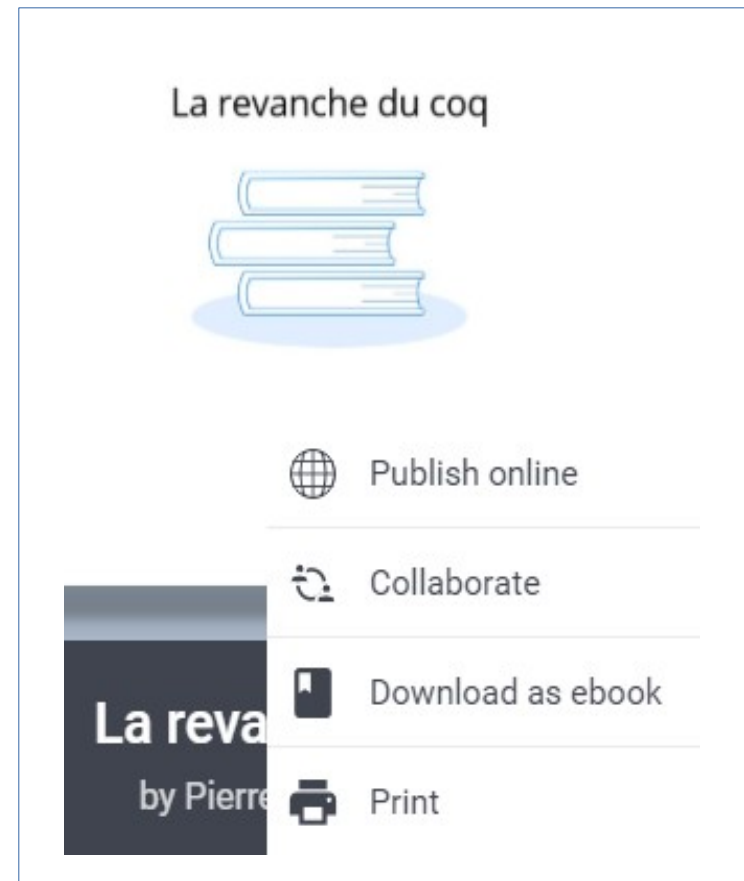 La revanche du coq
Publish online
Collaborate
Download as ebook
La reva
by Pierre
Print